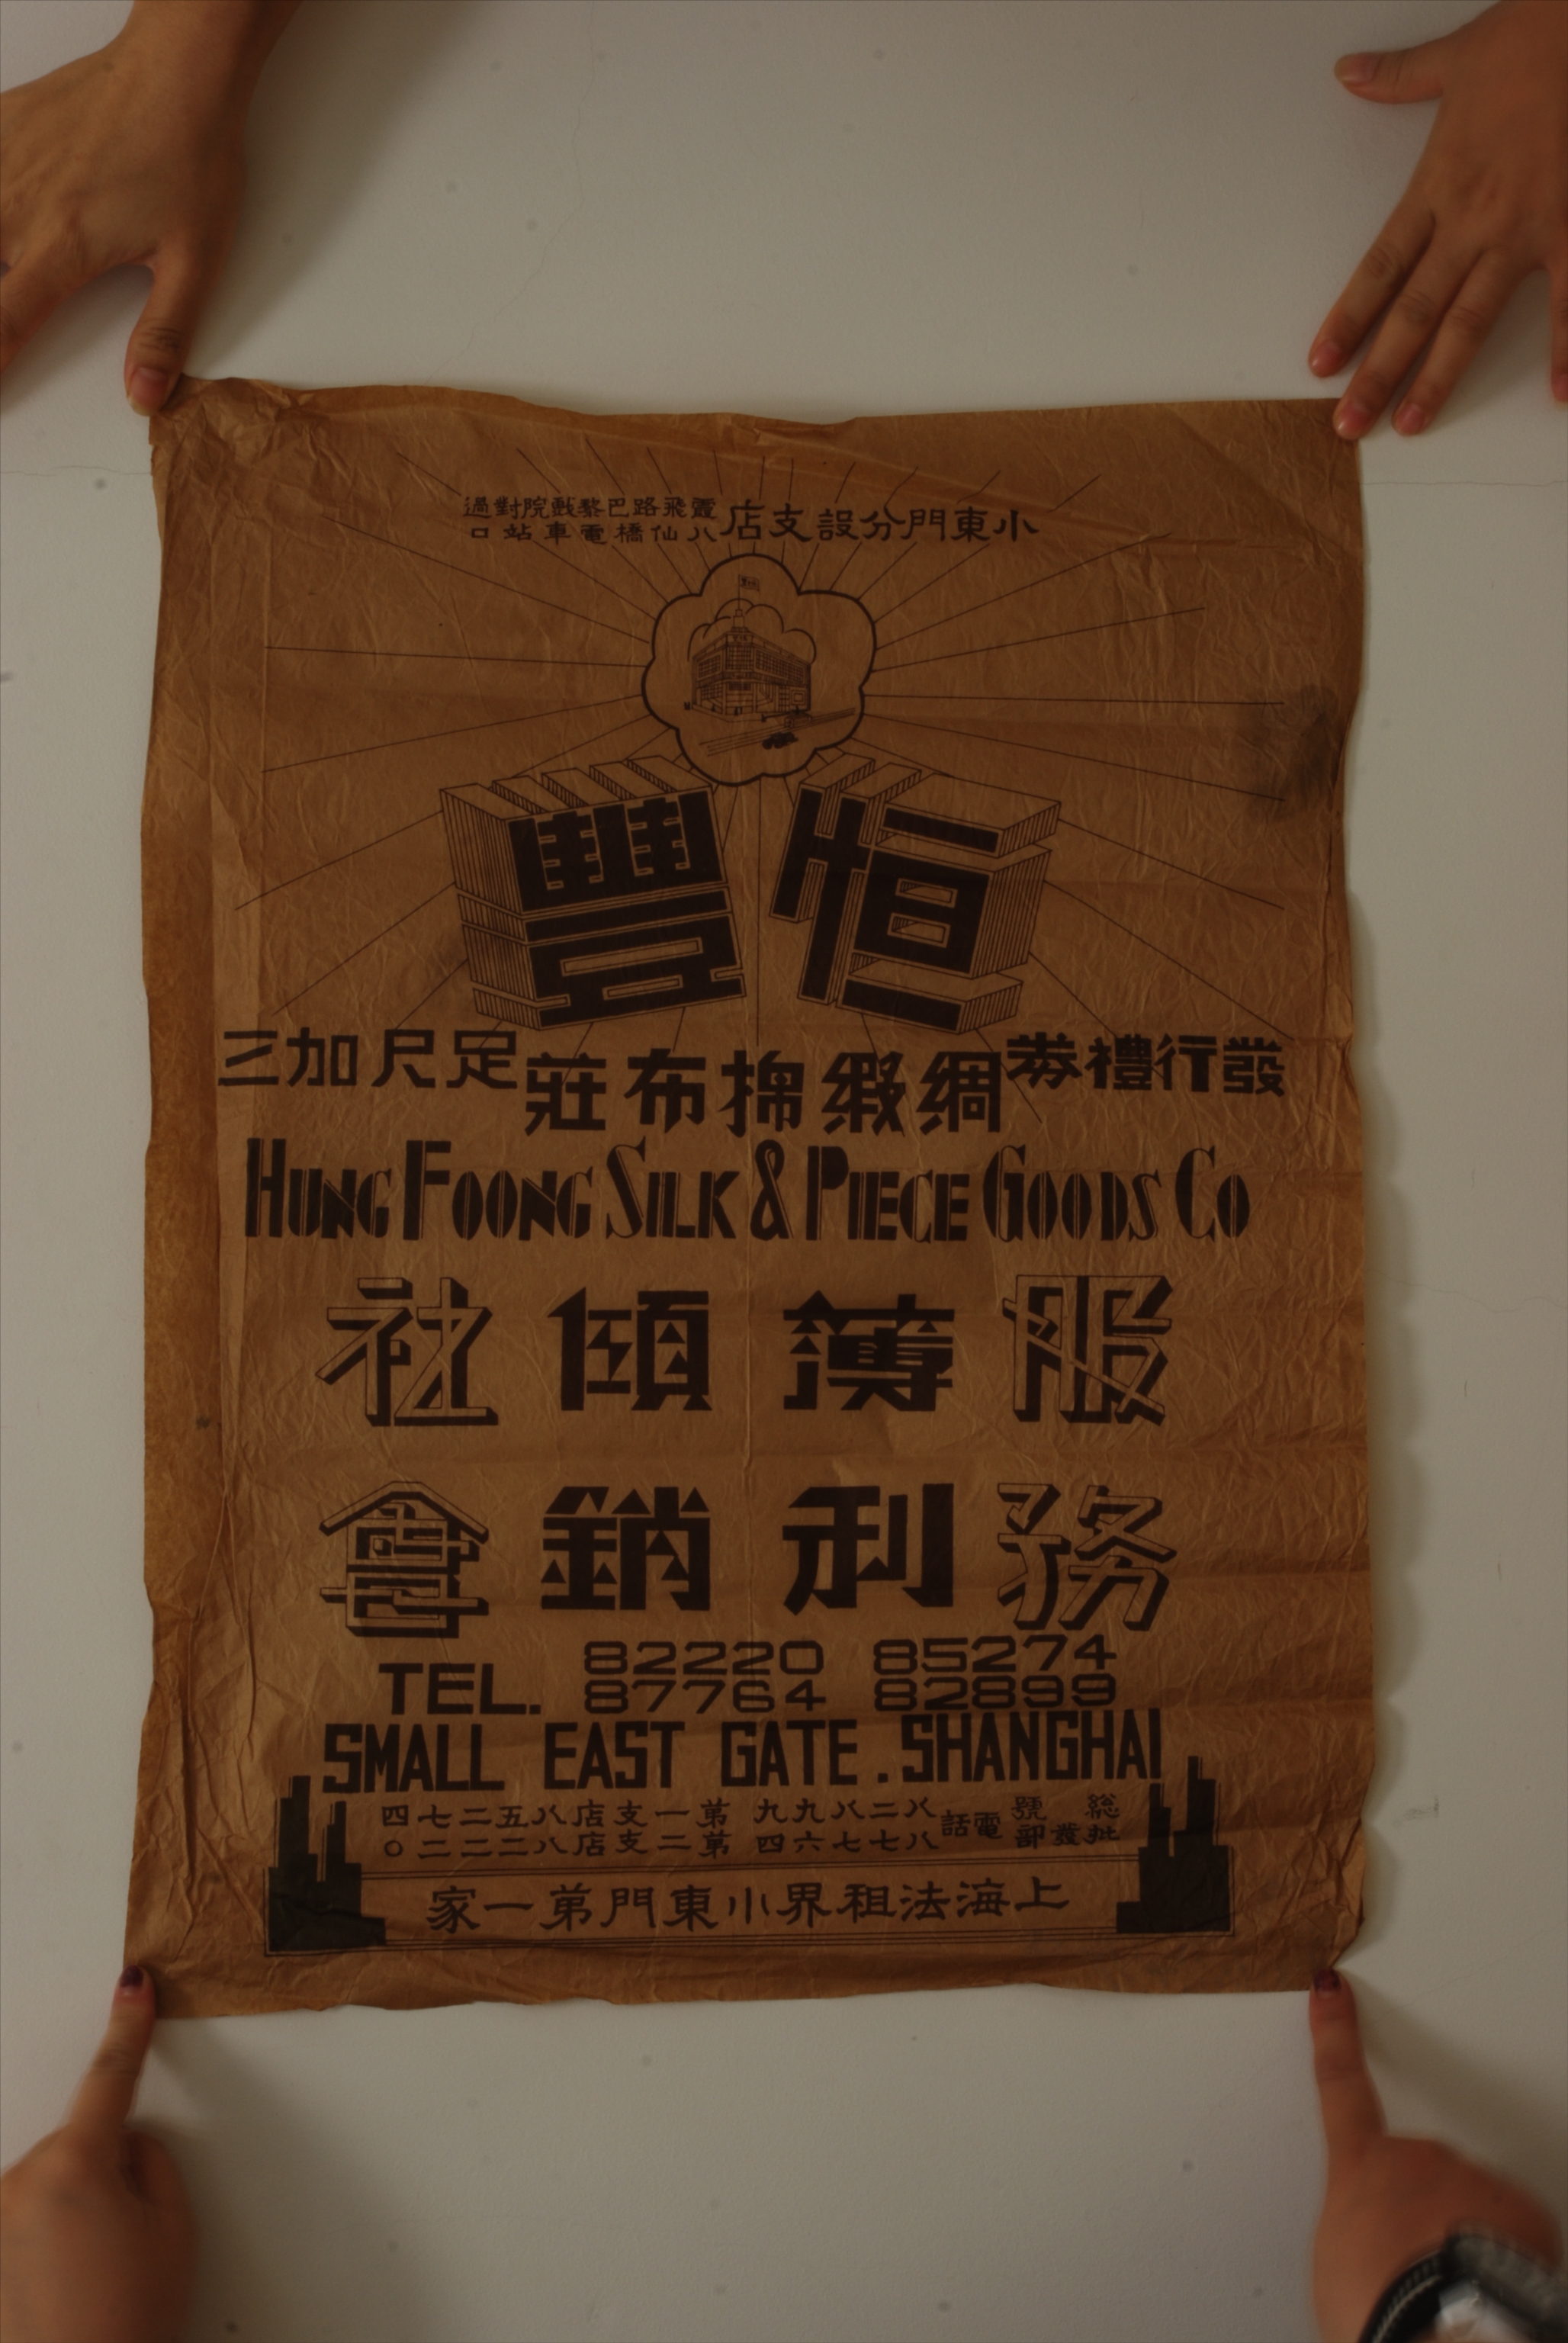 小東門分設支店
霞飛路巴黎戲院對過
八仙橋電車站口
恒豐
發行禮券
綢緞棉布莊
足尺加三
HUNG FOONG SILK & PIECE GOODS CO
服務
薄利
傾銷
社會
TEL. 82220 85274
87764 82899
SMALL EAST GATE . SHANGHAI
總號 電話 八二八九九 第一支店八五二七四
批發部 八七七六四 第二支店八二二二〇
上海法租界小東門第一家